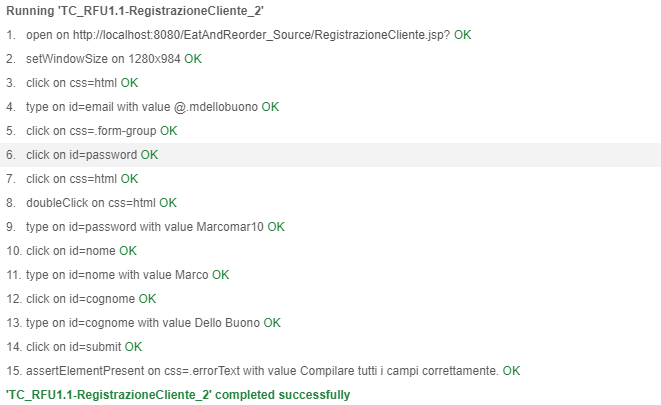 Running 'TC_RFU1.1-RegistrazioneCliente_2'
1. open on http://localhost:8080/EatAndReorder_Source/RegistrazioneCliente.jsp? OK
2. setWindowSize on 1280x984 OK
3. click on css=html OK
4. type on id=email with value @.mdellobuono OK
5. click on css=.form-group OK
6. click on id=password OK
7. click on css=html OK
8. doubleClick on css=html OK
9. type on id=password with value Marcomar10 OK
10. click on id=nome OK
11. type on id=nome with value Marco OK
12. click on id=cognome OK
13. type on id=cognome with value Dello Buono OK
14. click on id=submit OK
15. assertElementPresent on css=.errorText with value Compilare tutti i campi correttamente. OK
'TC_RFU1.1-RegistrazioneCliente_2' completed successfully